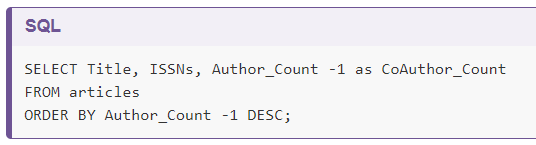 SQL
SELECT Title, ISSNs, Author_Count -1 as CoAuthor_Count
FROM articles
ORDER BY Author_Count -1 DESC;